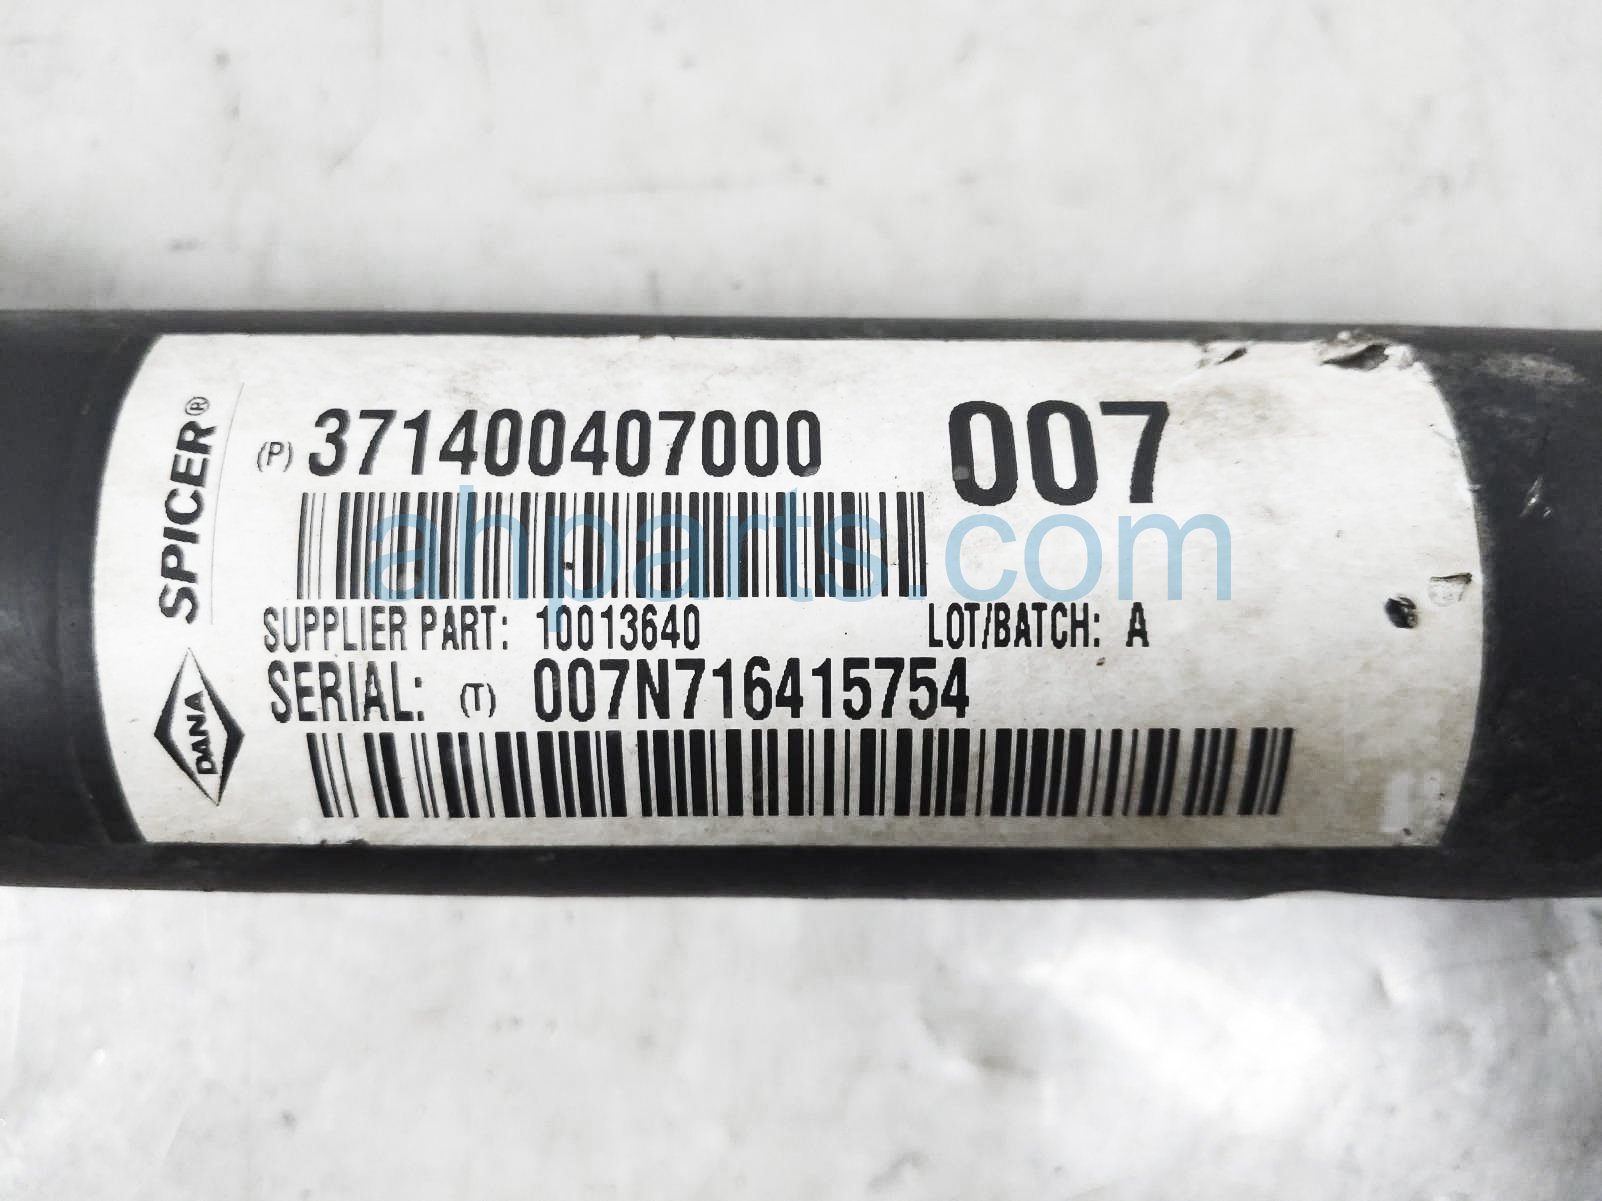 SPICER®
DANA
(P) 371400407000
007
SUPPLIER PART: 10013640
LOT/BATCH: A
SERIAL: (T) 007N716415754
ahparts.com